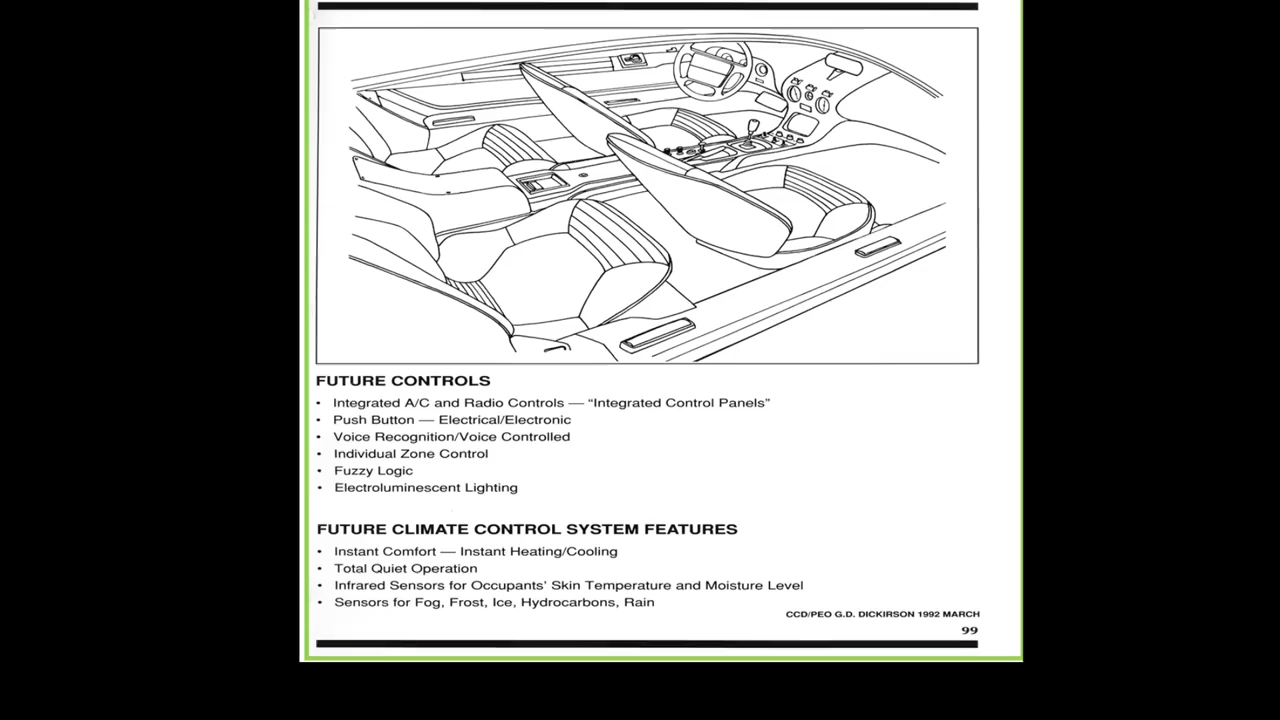 FUTURE CONTROLS
• Integrated A/C and Radio Controls — “Integrated Control Panels”
• Push Button — Electrical/Electronic
• Voice Recognition/Voice Controlled
• Individual Zone Control
• Fuzzy Logic
• Electroluminescent Lighting
FUTURE CLIMATE CONTROL SYSTEM FEATURES
• Instant Comfort — Instant Heating/Cooling
• Total Quiet Operation
• Infrared Sensors for Occupants’ Skin Temperature and Moisture Level
• Sensors for Fog, Frost, Ice, Hydrocarbons, Rain
CCD/PEO G.D. DICKIRSON 1992 MARCH
99